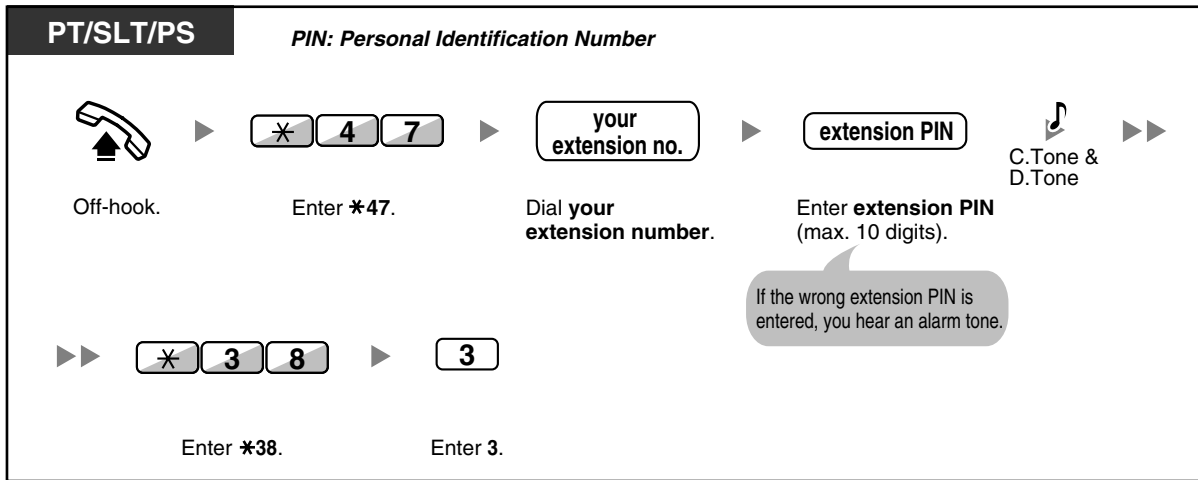 PT/SLT/PS
PIN: Personal Identification Number
* 4 7
your
extension no.
extension PIN
C.Tone &
D.Tone
Off-hook.
Enter *47.
Dial your
extension number.
Enter extension PIN
(max. 10 digits).
If the wrong extension PIN is
entered, you hear an alarm tone.
* 3 8
3
Enter *38.
Enter 3.